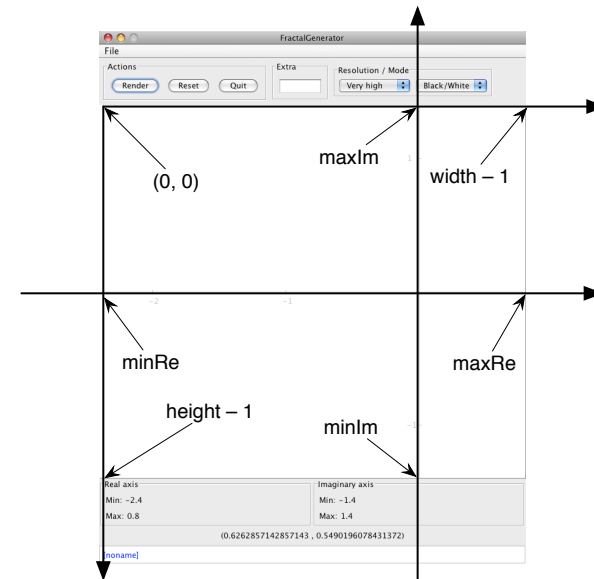 FractalGenerator
File
Actions
Extra
Resolution / Mode
Render
Reset
Quit
Very high
Black/White
maxIm
1
(0, 0)
width – 1
-2
-1
minRe
maxRe
height – 1
minIm
-1
Real axis
Imaginary axis
Min: -2.4
Min: -1.4
Max: 0.8
Max: 1.4
(0.6262857142857143 , 0.5490196078431372)
[noname]